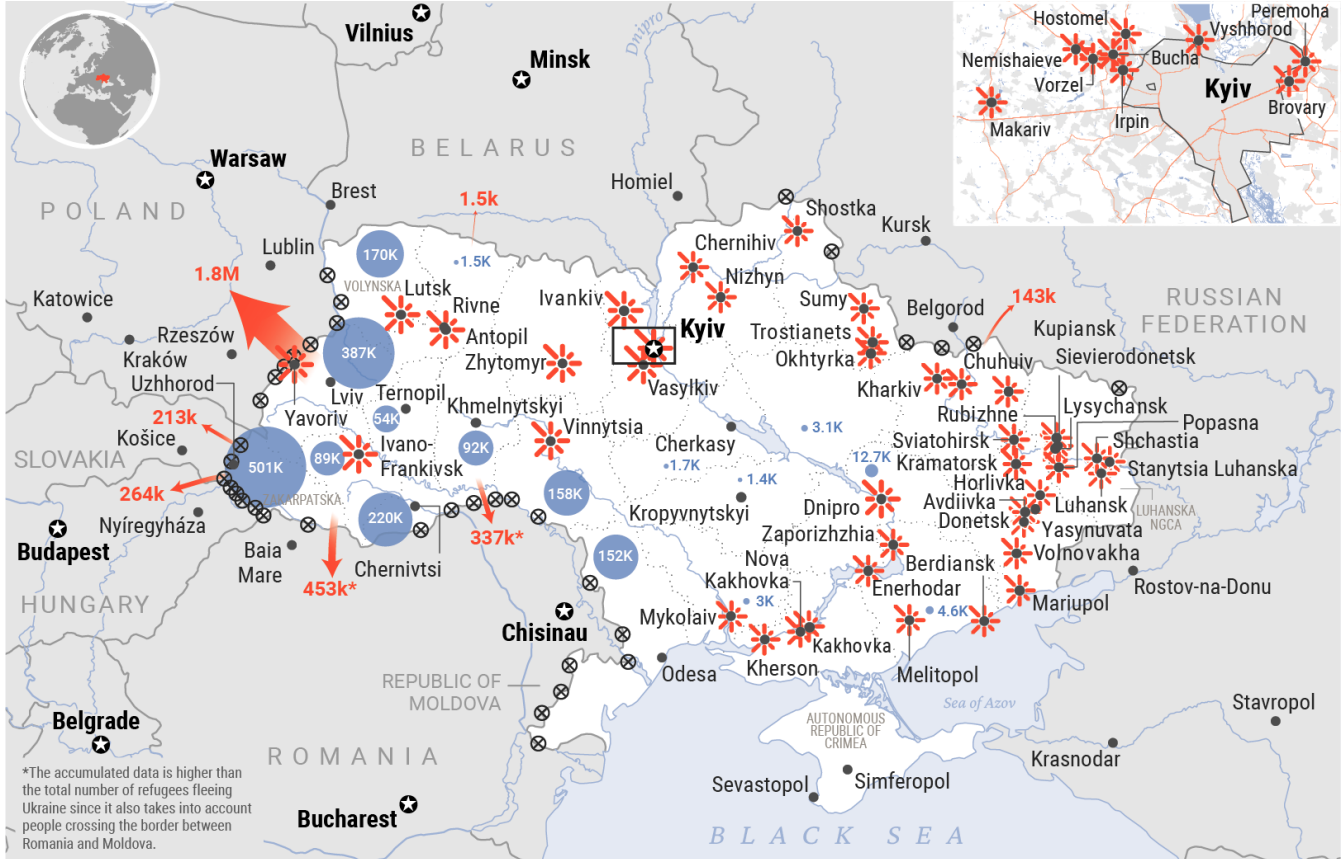 Vilnius
Minsk
Dnipro
Hostomel
Peremoha
Vyshhorod
Nemishaieve
Bucha
Vorzel
Kyiv
Irpin
Brovary
Makariv
BELARUS
Warsaw
POLAND
Brest
1.5k
Homiel
Shostka
Kursk
Lublin
170K
1.5K
Chernihiv
VOLYNSKA
1.8M
Lutsk
Nizhyn
Katowice
Rivne
Ivankiv
Sumy
Belgorod
143k
RUSSIAN
FEDERATION
Rzeszów
Antopil
Kyiv
Trostianets
Kupiansk
Kraków
387K
Zhytomyr
Okhtyrka
Chuhuiv
Sievierodonetsk
Uzhhorod
Lviv
Ternopil
Vasylkiv
Kharkiv
Yavoriv
54K
Khmelnytskyi
Rubizhne
Lysychansk
213k
Vinnytsia
3.1K
Popasna
Košice
Ivano-
Frankivsk
92K
Cherkasy
Sviatohirsk
Shchastia
SLOVAKIA
501K
89K
1.7K
12.7K
Kramatorsk
Stanytsia Luhanska
264k
ZAKARPATSKA
158K
1.4K
Horlivka
Luhansk
LUHANSKA
NGCA
Nyíregyháza
220K
Kropyvnytskyi
Dnipro
Avdiivka
Donetsk
Yasynuvata
Budapest
337k*
Zaporizhzhia
Baia
Mare
Chernivtsi
152K
Nova
Kakhovka
Berdiansk
Volnovakha
453k*
Enerhodar
Rostov-na-Donu
HUNGARY
Chisinau
Mykolaiv
3K
4.6K
Mariupol
Kherson
Kakhovka
Odesa
Melitopol
REPUBLIC OF
MOLDOVA
Sea of Azov
Stavropol
Belgrade
AUTONOMOUS
REPUBLIC OF
CRIMEA
ROMANIA
Krasnodar
Sevastopol
Simferopol
*The accumulated data is higher than
the total number of refugees fleeing
Ukraine since it also takes into account
people crossing the border between
Romania and Moldova.
Bucharest
BLACK SEA